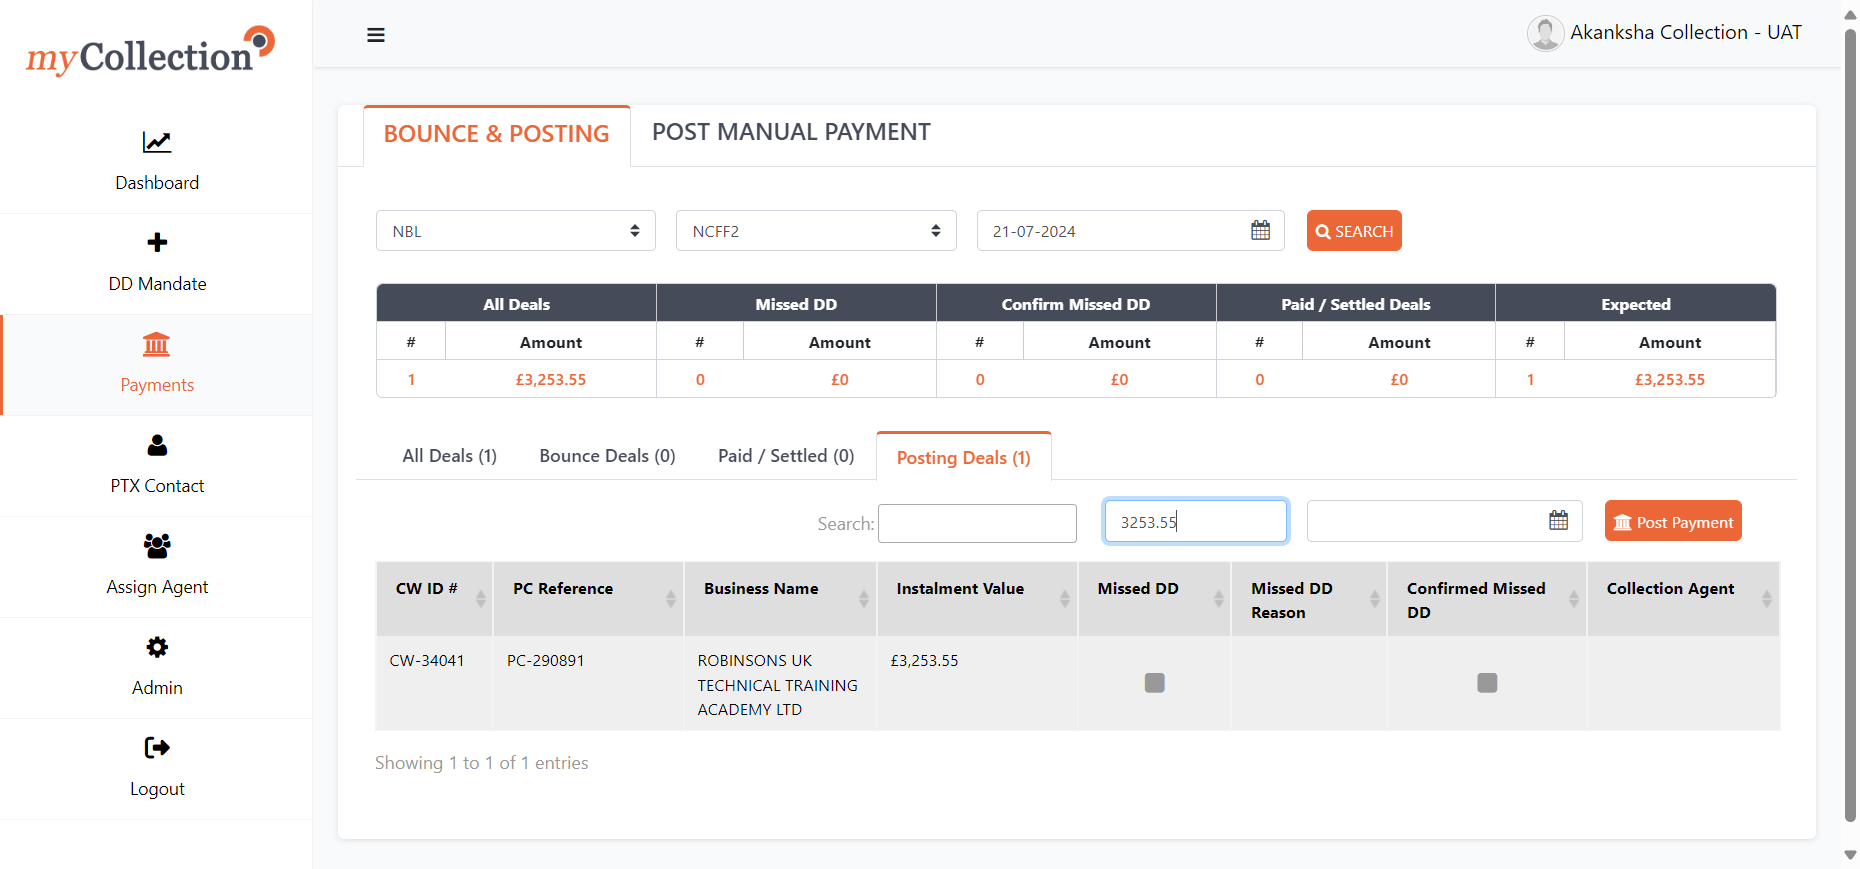 myCollection
Akanksha Collection - UAT
Dashboard
DD Mandate
Payments
PTX Contact
Assign Agent
Admin
Logout
BOUNCE & POSTING
POST MANUAL PAYMENT
NBL
NCFF2
21-07-2024
SEARCH
All Deals Missed DD Confirm Missed DD Paid / Settled Deals Expected
# Amount # Amount # Amount # Amount # Amount
1 £3,253.55 0 £0 0 £0 0 £0 1 £3,253.55
All Deals (1) Bounce Deals (0) Paid / Settled (0) Posting Deals (1)
Search:
3253.55
Post Payment
CW ID # PC Reference Business Name Instalment Value Missed DD Missed DD Confirmed Missed Collection Agent
Reason DD
CW-34041 PC-290891 ROBINSONS UK £3,253.55
TECHNICAL TRAINING
ACADEMY LTD
Showing 1 to 1 of 1 entries